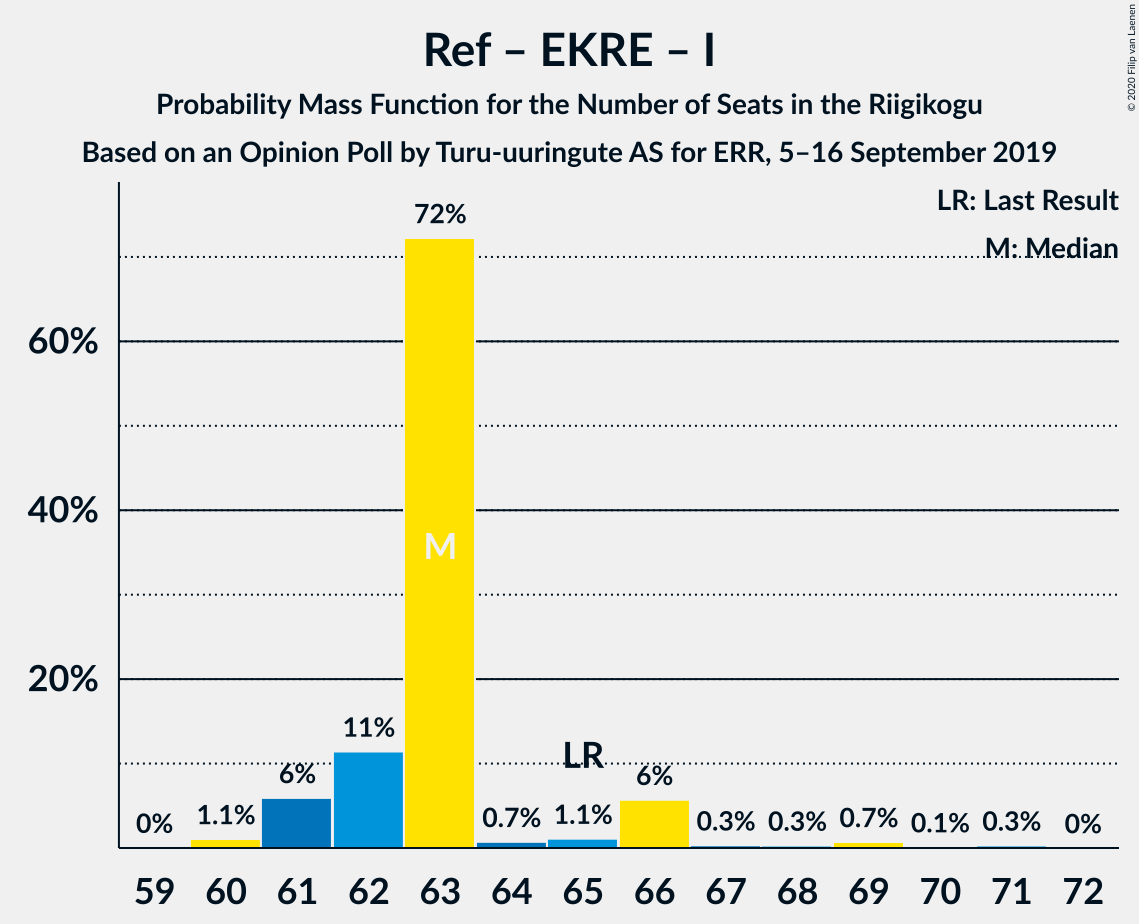 Ref – EKRE – I
Probability Mass Function for the Number of Seats in the Riigikogu
Based on an Opinion Poll by Turu-uuringute AS for ERR, 5–16 September 2019
© 2020 Filip van Laenen
LR: Last Result
M: Median
72%
60%
40%
M
20%
11%
LR
6%
6%
0%
1.1%
0.7%
1.1%
0.3%
0.3%
0.7%
0.1%
0.3%
0%
59 60 61 62 63 64 65 66 67 68 69 70 71 72